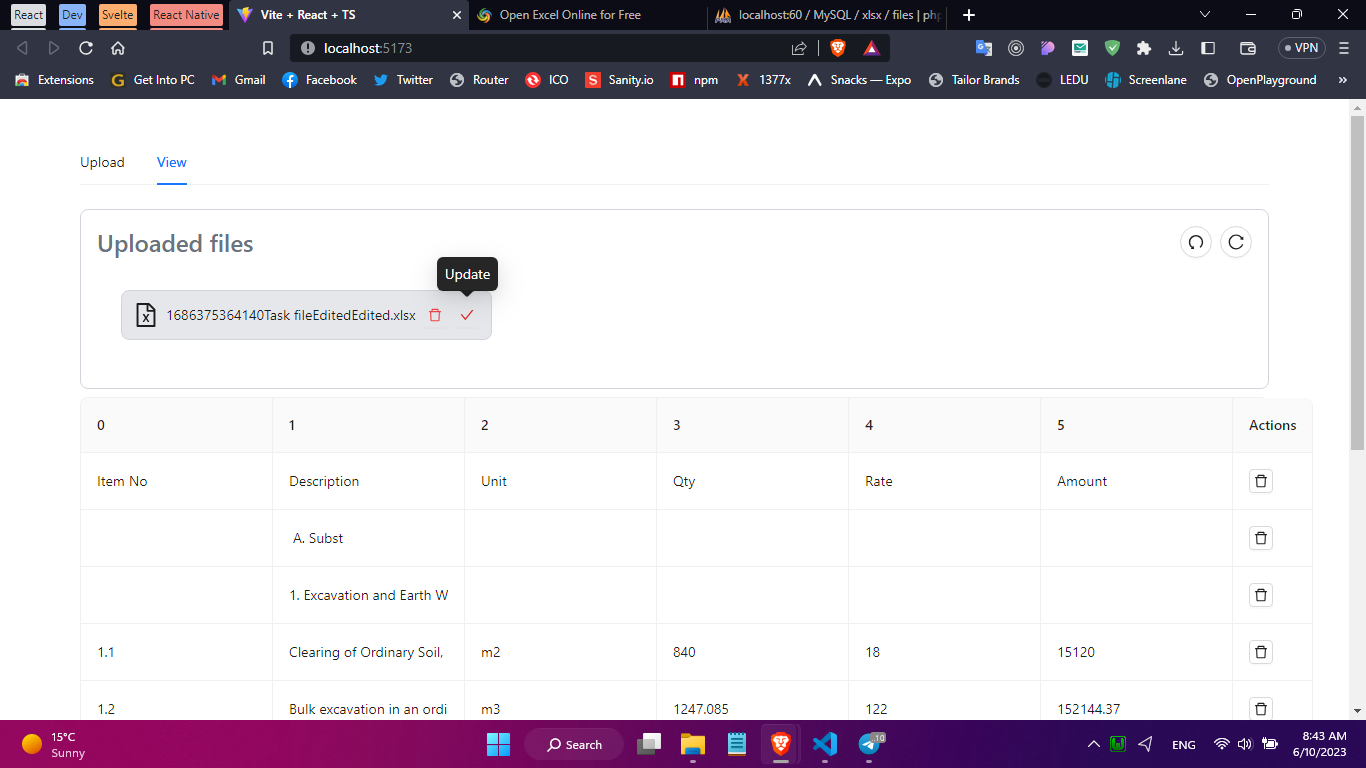 React Dev Svelte React Native Vite + React + TS Open Excel Online for Free localhost:60 / MySQL / xlsx / files | php
localhost:5173 VPN
Extensions Get Into PC Gmail Facebook Twitter Router ICO Sanity.io npm 1377x Snacks — Expo Tailor Brands LEDU Screenlane OpenPlayground »
Upload View
Uploaded files
Update
1686375364140Task fileEditedEdited.xlsx
0 1 2 3 4 5 Actions
Item No Description Unit Qty Rate Amount
A. Subst
1. Excavation and Earth W
1.1 Clearing of Ordinary Soil, m2 840 18 15120
1.2 Bulk excavation in an ordi m3 1247.085 122 152144.37
15°C
Sunny
Search
.10
ENG
8:43 AM
6/10/2023